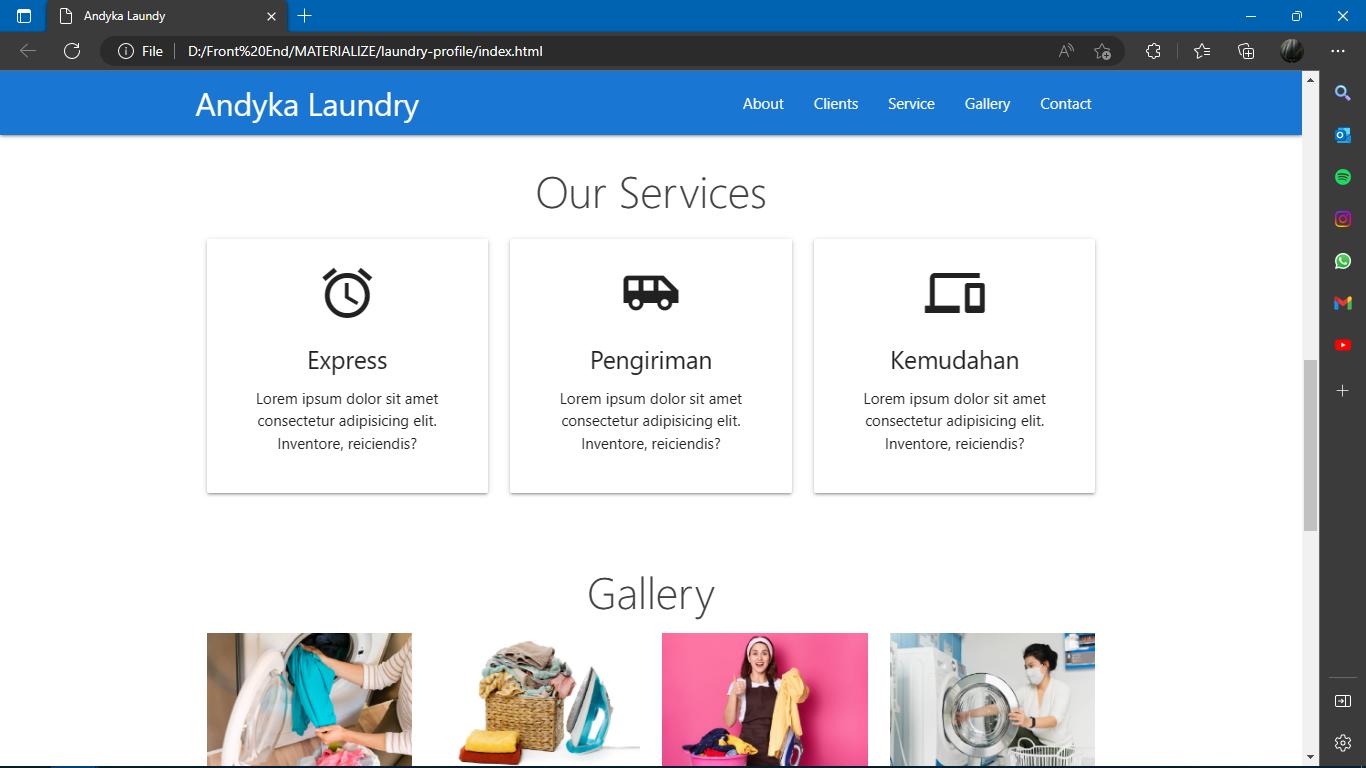 Andyka Laundy
File
D:/Front%20End/MATERIALIZE/laundry-profile/index.html
Andyka Laundry
About
Clients
Service
Gallery
Contact
Our Services
Express
Lorem ipsum dolor sit amet
consectetur adipisicing elit.
Inventore, reiciendis?
Pengiriman
Lorem ipsum dolor sit amet
consectetur adipisicing elit.
Inventore, reiciendis?
Kemudahan
Lorem ipsum dolor sit amet
consectetur adipisicing elit.
Inventore, reiciendis?
Gallery